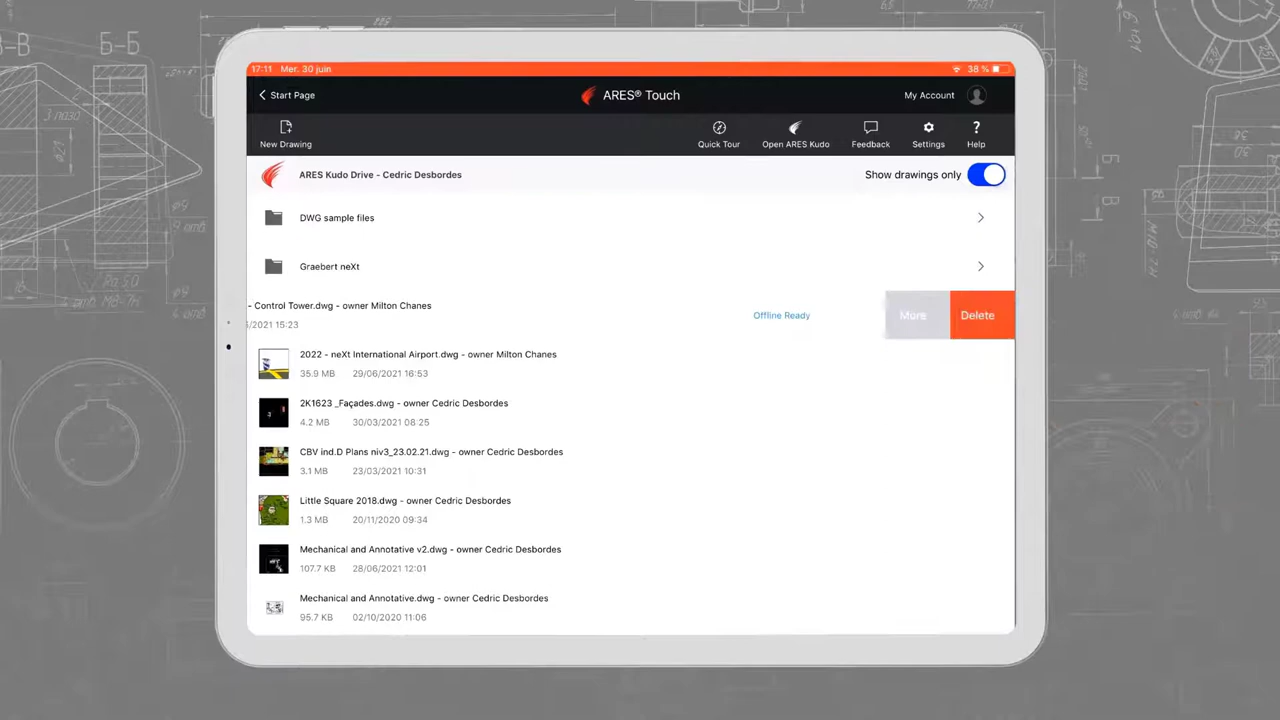 B-B
Б-Б
3 паза
Ra 5.0
17:11 Mer. 30 juin
38 %
Start Page
ARES® Touch
My Account
New Drawing
Quick Tour
Open ARES Kudo
Feedback
Settings
Help
ARES Kudo Drive - Cedric Desbordes
Show drawings only
DWG sample files
Graebert neXt
- Control Tower.dwg - owner Milton Chanes
/2021 15:23
Offline Ready
More
Delete
2022 - neXt International Airport.dwg - owner Milton Chanes
35.9 MB 29/06/2021 16:53
2K1623 _Façades.dwg - owner Cedric Desbordes
4.2 MB 30/03/2021 08:25
CBV ind.D Plans niv3_23.02.21.dwg - owner Cedric Desbordes
3.1 MB 23/03/2021 10:31
Little Square 2018.dwg - owner Cedric Desbordes
1.3 MB 20/11/2020 09:34
Mechanical and Annotative v2.dwg - owner Cedric Desbordes
107.7 KB 28/06/2021 12:01
Mechanical and Annotative.dwg - owner Cedric Desbordes
95.7 KB 02/10/2020 11:06